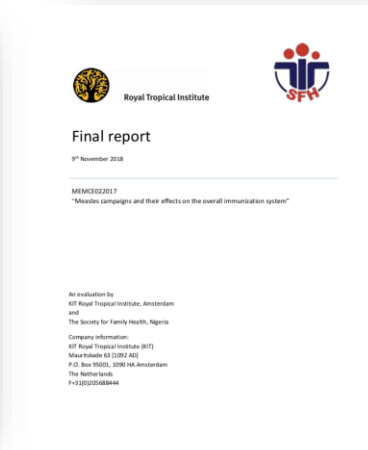 Royal Tropical Institute
SFH
Final report
9th November 2018
MEMCE022017
"Measles campaigns and their effects on the overall immunization system"
An evaluation by
KIT Royal Tropical Institute, Amsterdam
and
The Society for Family Health, Nigeria
Company information:
KIT Royal Tropical Institute (KIT)
Mauritskade 63 [1092 AD]
P.O. Box 95001, 1090 HA Amsterdam
The Netherlands
F+31(0)205688444